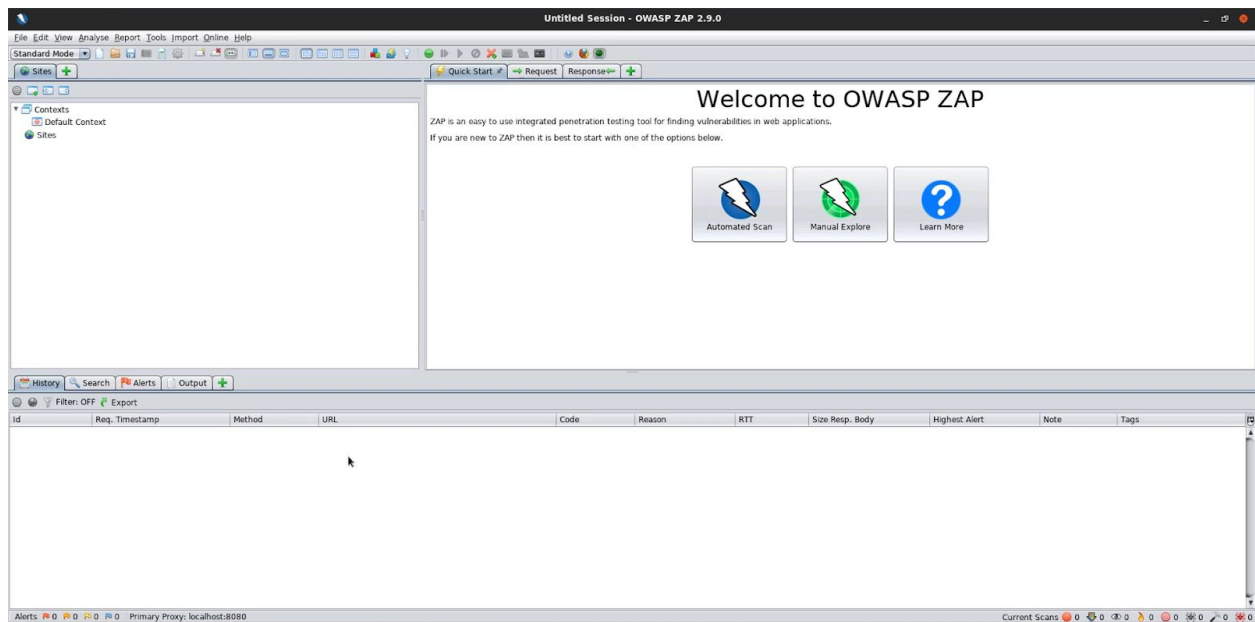 Untitled Session - OWASP ZAP 2.9.0
File Edit View Analyse Report Tools Import Online Help
Standard Mode
Sites
Quick Start Request Response
Contexts
Default Context
Sites
Welcome to OWASP ZAP
ZAP is an easy to use integrated penetration testing tool for finding vulnerabilities in web applications.
If you are new to ZAP then it is best to start with one of the options below.
Automated Scan Manual Explore Learn More
History Search Alerts Output
Filter: OFF Export
Id Req. Timestamp Method URL Code Reason RTT Size Resp. Body Highest Alert Note Tags
Alerts 0 0 0 0 Primary Proxy: localhost:8080 Current Scans 0 0 0 0 0 0 0 0